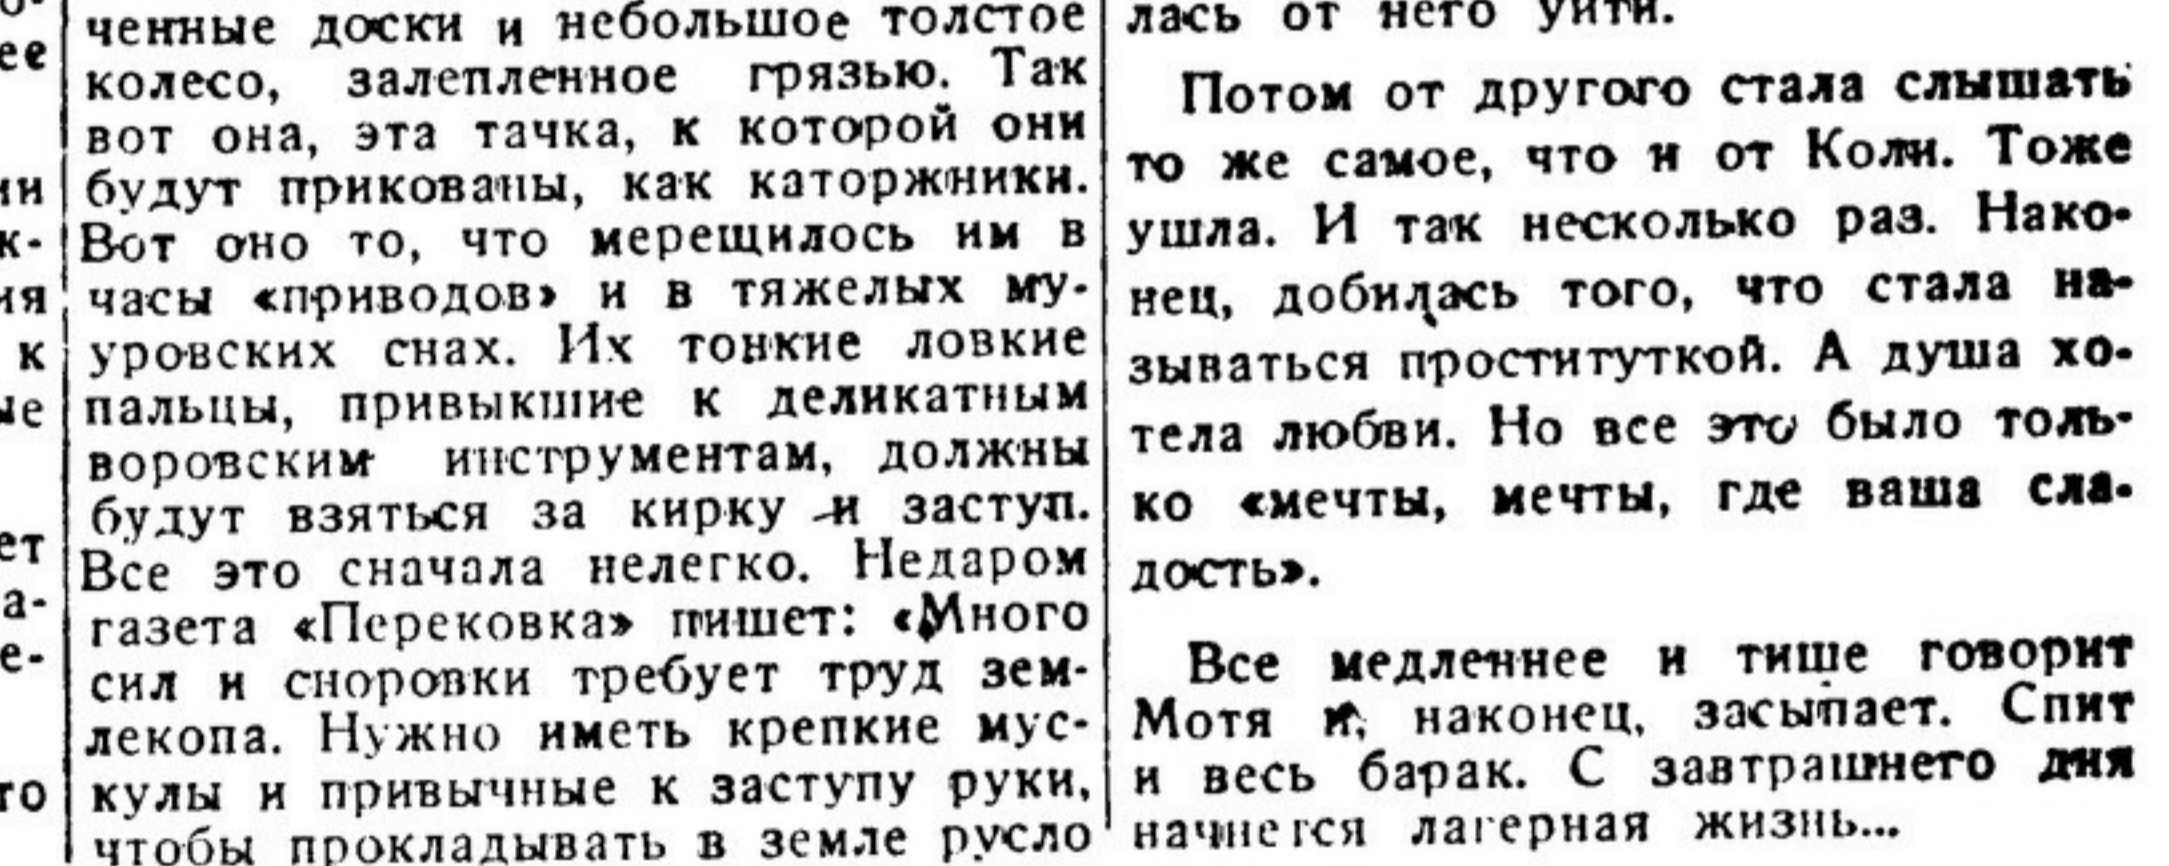 ченные доски и небольшое толстое
колесо, залепленное грязью. Так
вот она, эта тачка, к которой они
будут прикованы, как каторжники.
Вот оно то, что мерещилось им в
часы «приводов» и в тяжелых му-
уровских снах. Их тонкие ловкие
пальцы, привыкшие к деликатным
воровским инструментам, должны
будут взяться за кирку и заступ.
Все это сначала нелегко. Недаром
газета «Перековка» пишет: «Много
сил и сноровки требует труд зем-
лекопа. Нужно иметь крепкие мус-
кулы и привычные к заступу руки,
чтобы прокладывать в земле русло
лась от него уйти.
Потом от другого стала слышать
то же самое, что и от Коли. Тоже
ушла. И так несколько раз. Нако-
нец, добилась того, что стала на-
зываться проституткой. А душа хо-
тела любви. Но все это было толь-
ко «мечты, мечты, где ваша сла-
дость».
Все медленнее и тише говорит
Мотя и, наконец, засыпает. Спит
и весь барак. С завтрашнего дня
начнется лагерная жизнь...